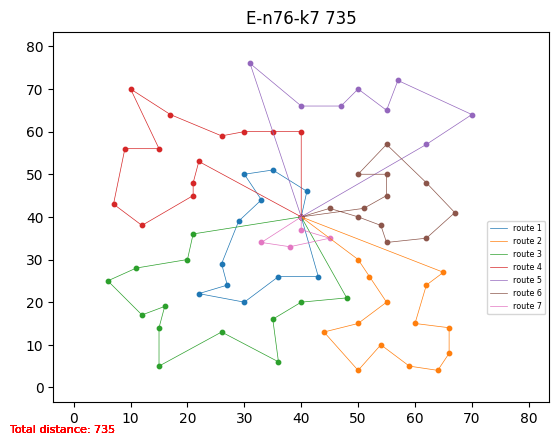 E-n76-k7 735
80
70
60
50
40
30
20
10
0
0 10 20 30 40 50 60 70 80
route 1
route 2
route 3
route 4
route 5
route 6
route 7
Total distance: 735